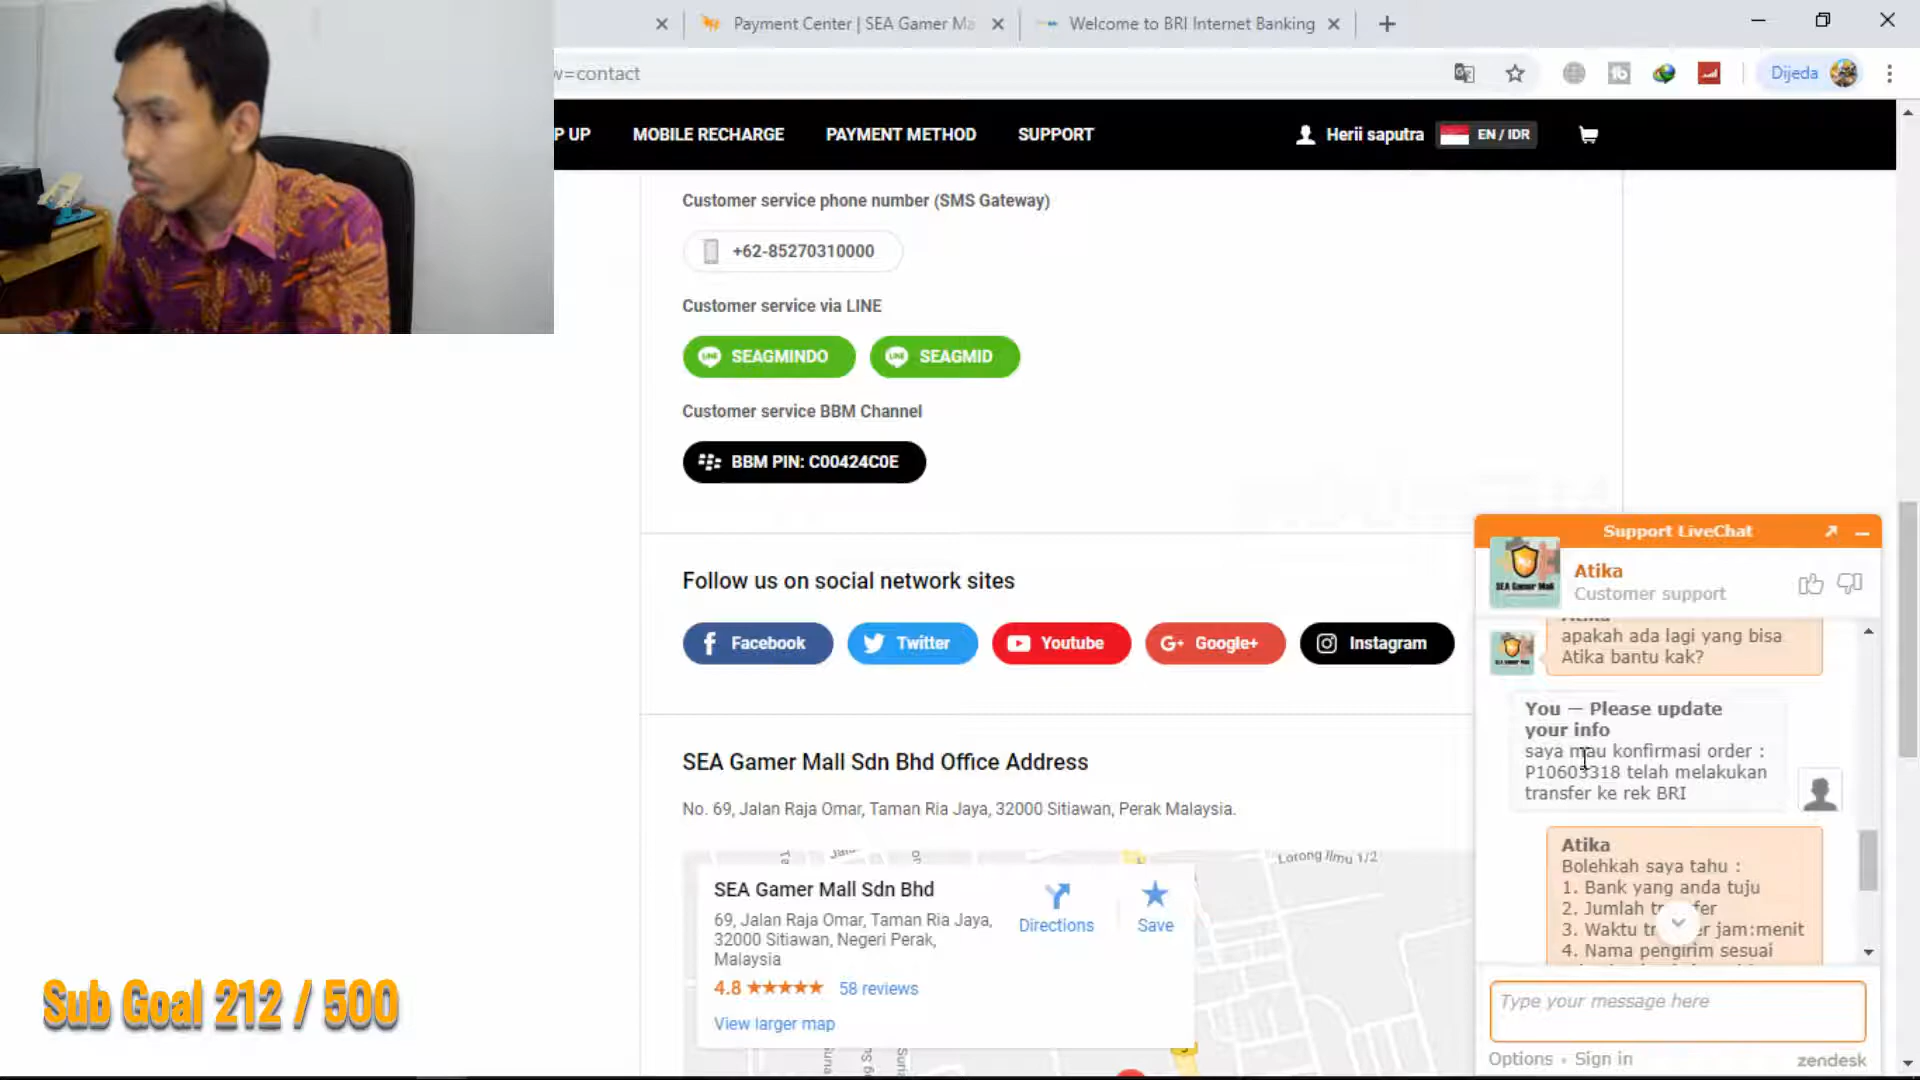 Payment Center | SEA Gamer Ma
Welcome to BRI Internet Banking
w=contact
Dijeda
P UP
MOBILE RECHARGE
PAYMENT METHOD
SUPPORT
Herii saputra
EN / IDR
Customer service phone number (SMS Gateway)
+62-85270310000
Customer service via LINE
SEAGMINDO
SEAGMID
Customer service BBM Channel
BBM PIN: C00424C0E
Follow us on social network sites
Facebook
Twitter
Youtube
G+ Google+
Instagram
SEA Gamer Mall Sdn Bhd Office Address
No. 69, Jalan Raja Omar, Taman Ria Jaya, 32000 Sitiawan, Perak Malaysia.
Lorong Ilmu 1/2
SEA Gamer Mall Sdn Bhd
69, Jalan Raja Omar, Taman Ria Jaya,
32000 Sitiawan, Negeri Perak,
Malaysia
4.8 ★★★★★ 58 reviews
View larger map
Directions
Save
Support LiveChat
SEA Gamer Mall
Atika
Customer support
Atika
apakah ada lagi yang bisa
Atika bantu kak?
You — Please update
your info
saya mau konfirmasi order :
P10603318 telah melakukan
transfer ke rek BRI
Atika
Bolehkah saya tahu :
1. Bank yang anda tuju
2. Jumlah
3. Waktu jam:menit
4. Nama pengirim sesuai
Type your message here
Options • Sign in
zendesk
Sub Goal 212 / 500